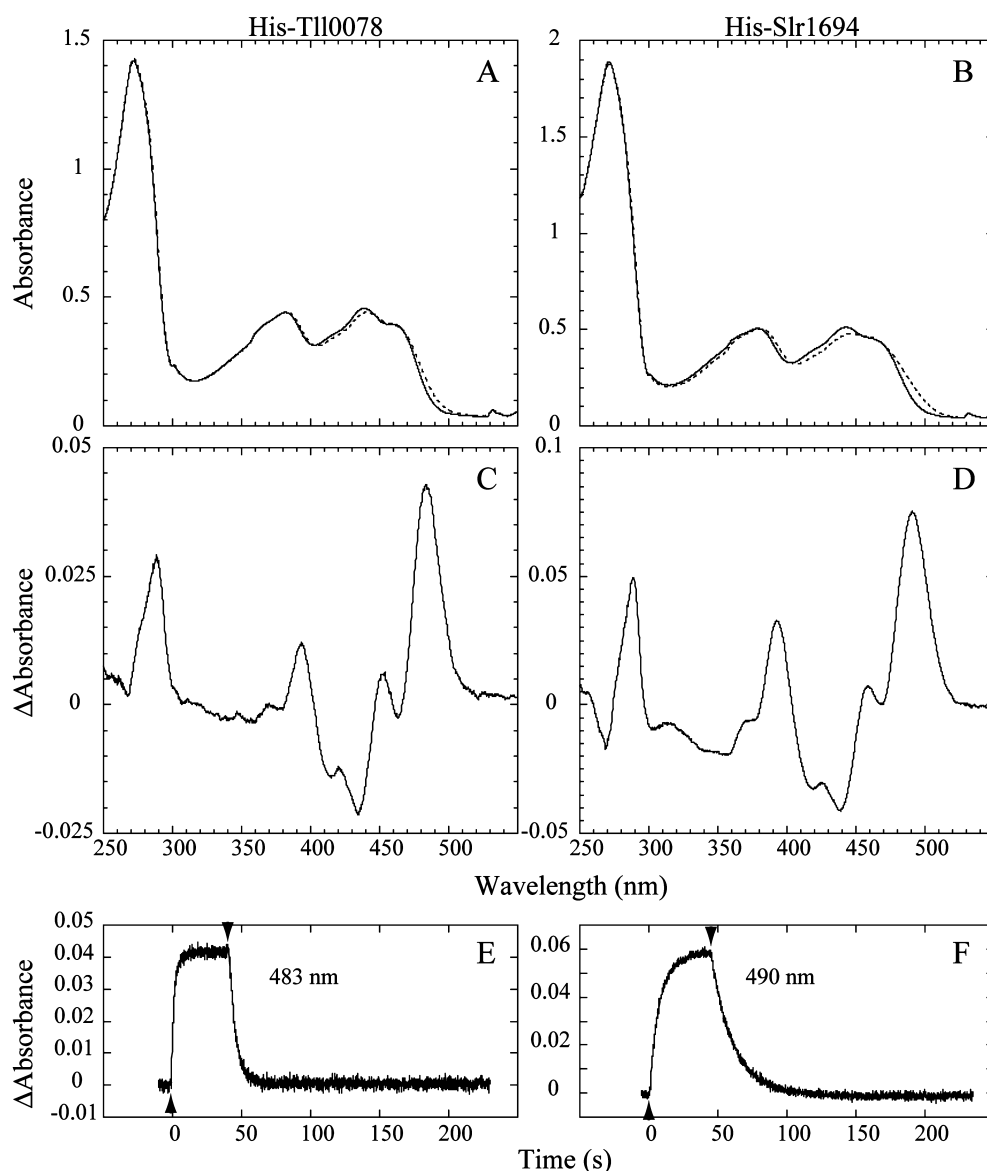 His-Tll0078
His-Slr1694
1.5
1
0.5
0
Absorbance
A
2
1.5
1
0.5
0
B
0.05
0.025
0
-0.025
ΔAbsorbance
C
0.1
0.05
0
-0.05
D
250 300 350 400 450 500
250 300 350 400 450 500
Wavelength (nm)
0.05
0.04
0.03
0.02
0.01
0
-0.01
ΔAbsorbance
483 nm
E
0.06
0.04
0.02
0
490 nm
F
0 50 100 150 200
0 50 100 150 200
Time (s)